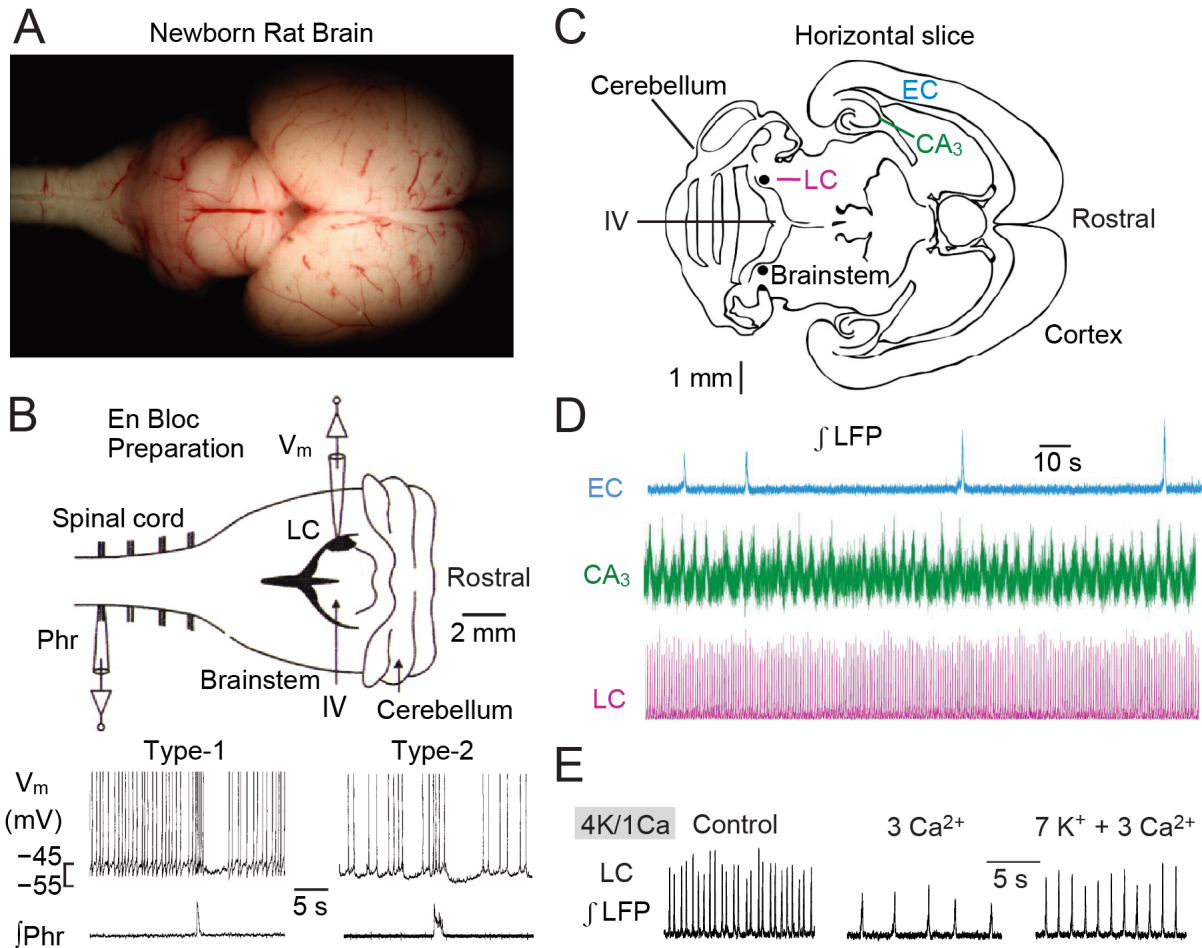 A
Newborn Rat Brain
B
En Bloc
Preparation
Vm
Spinal cord
LC
Rostral
2 mm
Phr
Brainstem
IV
Cerebellum
Type-1
Type-2
Vm
(mV)
−45
−55
5 s
∫Phr
C
Horizontal slice
Cerebellum
EC
CA3
LC
IV
Rostral
Brainstem
Cortex
1 mm
D
∫ LFP
10 s
EC
CA3
LC
E
4K/1Ca
Control
3 Ca2+
7 K+ + 3 Ca2+
LC
∫ LFP
5 s